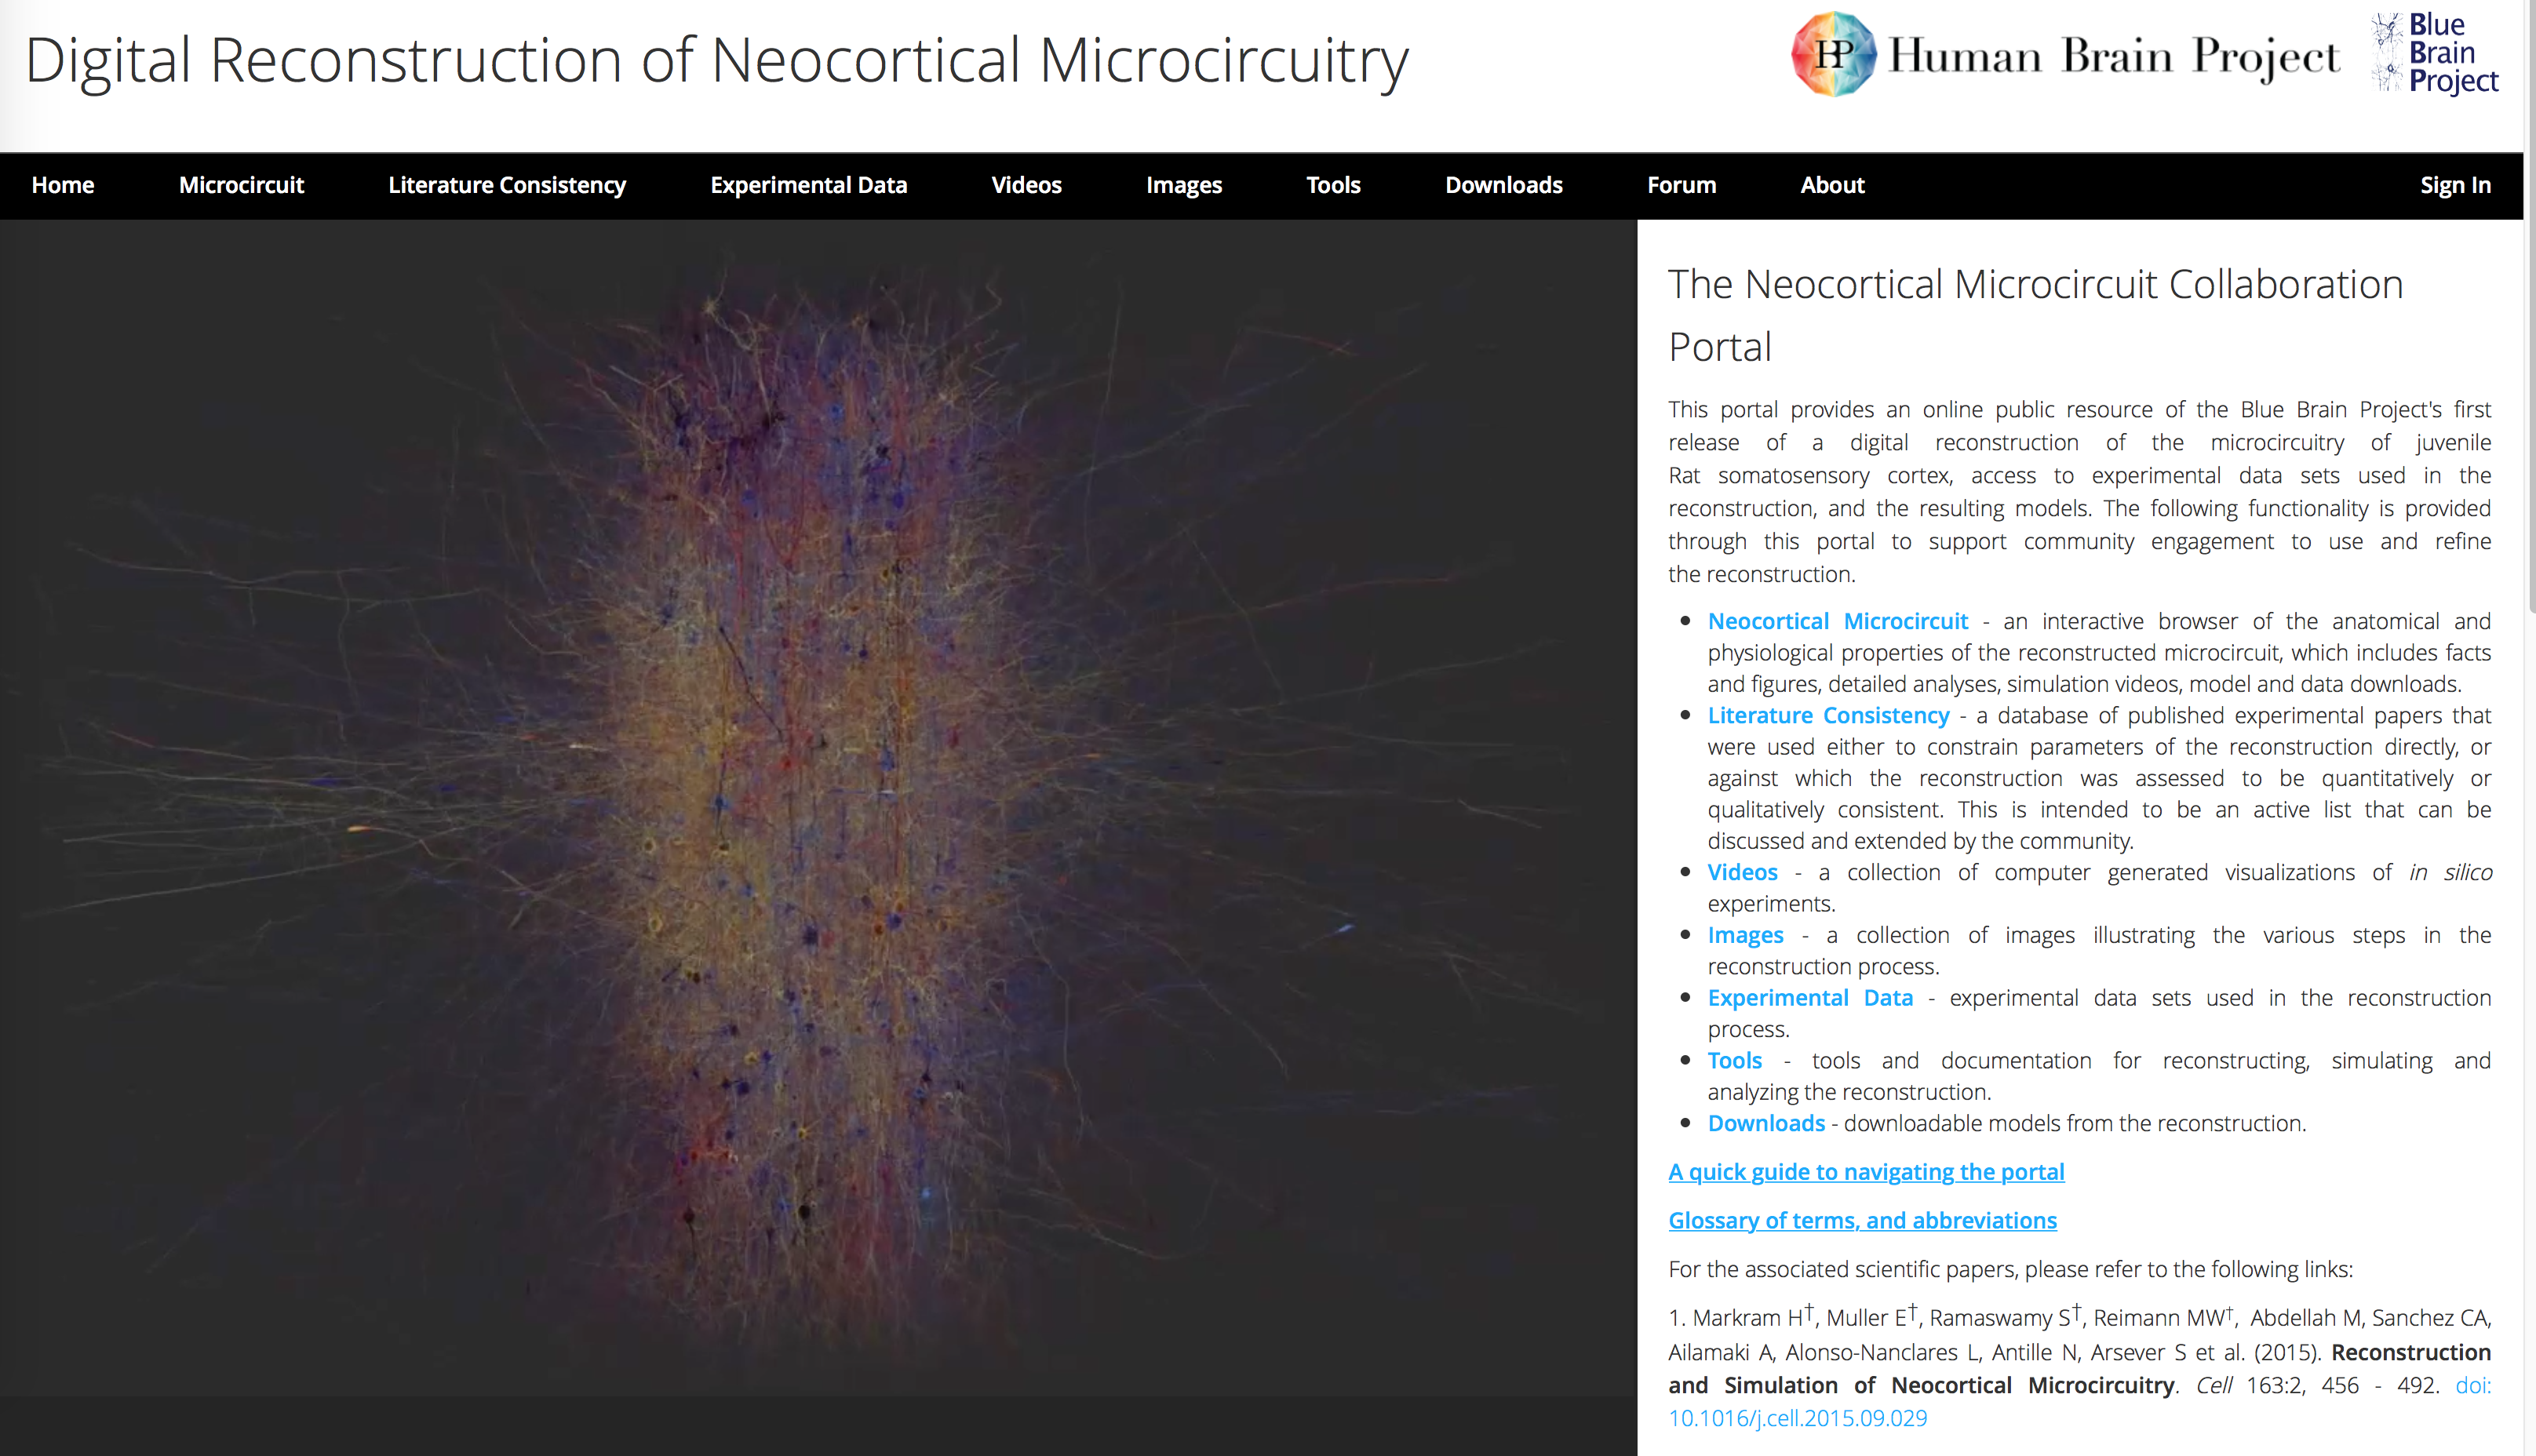 Digital Reconstruction of Neocortical Microcircuitry
HP Human Brain Project
Blue
Brain
Project
Home Microcircuit Literature Consistency Experimental Data Videos Images Tools Downloads Forum About Sign In
The Neocortical Microcircuit Collaboration
Portal
This portal provides an online public resource of the Blue Brain Project's first
release of a digital reconstruction of the microcircuitry of juvenile
Rat somatosensory cortex, access to experimental data sets used in the
reconstruction, and the resulting models. The following functionality is provided
through this portal to support community engagement to use and refine
the reconstruction.
• Neocortical Microcircuit - an interactive browser of the anatomical and
physiological properties of the reconstructed microcircuit, which includes facts
and figures, detailed analyses, simulation videos, model and data downloads.
• Literature Consistency - a database of published experimental papers that
were used either to constrain parameters of the reconstruction directly, or
against which the reconstruction was assessed to be quantitatively or
qualitatively consistent. This is intended to be an active list that can be
discussed and extended by the community.
• Videos - a collection of computer generated visualizations of in silico
experiments.
• Images - a collection of images illustrating the various steps in the
reconstruction process.
• Experimental Data - experimental data sets used in the reconstruction
process.
• Tools - tools and documentation for reconstructing, simulating and
analyzing the reconstruction.
• Downloads - downloadable models from the reconstruction.
A quick guide to navigating the portal
Glossary of terms, and abbreviations
For the associated scientific papers, please refer to the following links:
1. Markram H†, Muller E†, Ramaswamy S†, Reimann MW†, Abdellah M, Sanchez CA,
Ailamaki A, Alonso-Nanclares L, Antille N, Arsever S et al. (2015). Reconstruction
and Simulation of Neocortical Microcircuitry. Cell 163:2, 456 - 492. doi:
10.1016/j.cell.2015.09.029